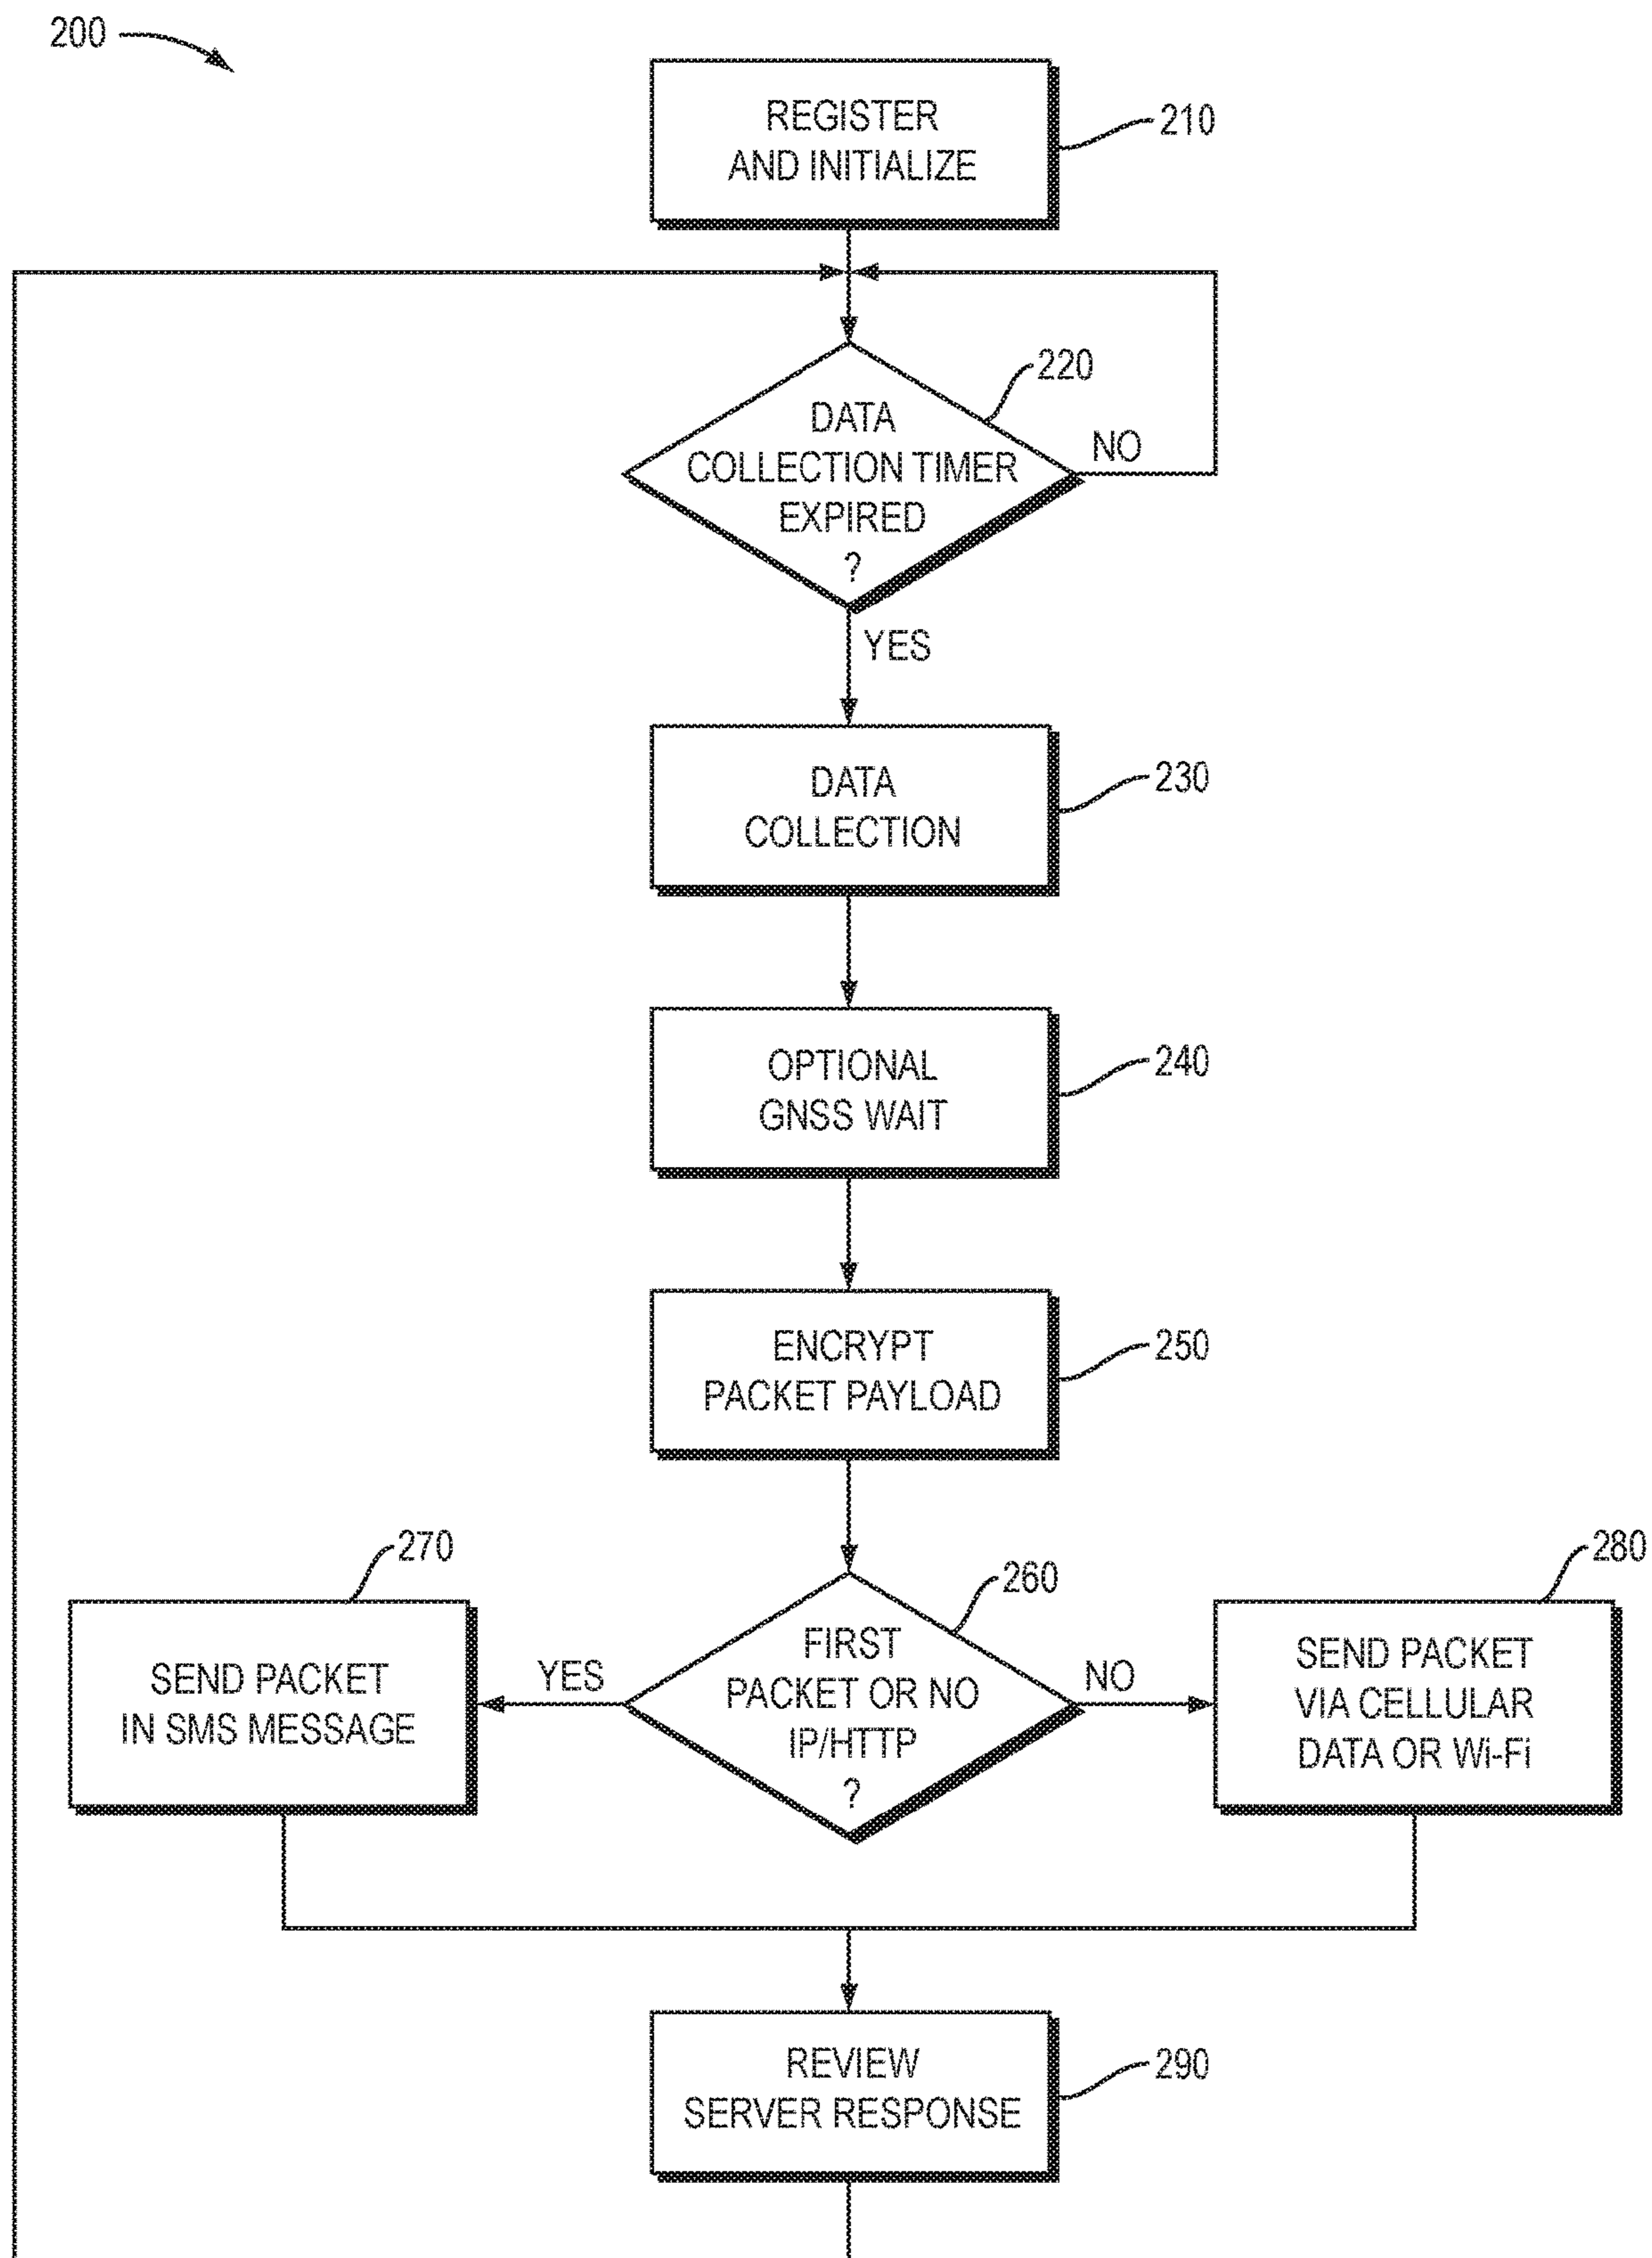 200
REGISTER
AND INITIALIZE
210
220
DATA
COLLECTION TIMER
EXPIRED
?
NO
YES
DATA
COLLECTION
230
OPTIONAL
GNSS WAIT
240
ENCRYPT
PACKET PAYLOAD
250
270
SEND PACKET
IN SMS MESSAGE
YES
260
FIRST
PACKET OR NO
IP/HTTP
?
NO
280
SEND PACKET
VIA CELLULAR
DATA OR Wi-Fi
REVIEW
SERVER RESPONSE
290